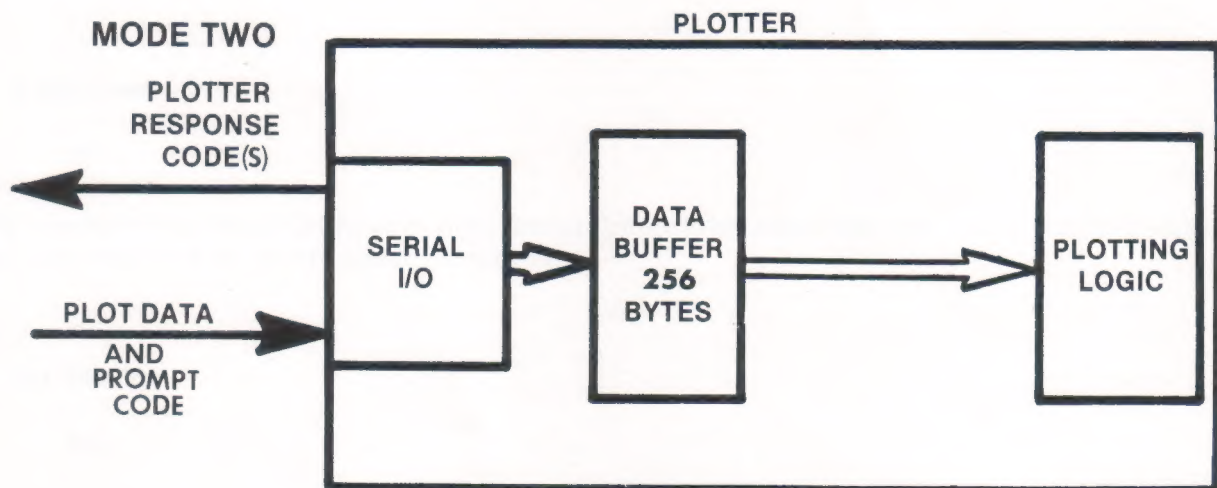 MODE TWO
PLOTTER
PLOTTER
RESPONSE
CODE(S)
SERIAL
I/O
DATA
BUFFER
256
BYTES
PLOTTING
LOGIC
PLOT DATA
AND
PROMPT
CODE